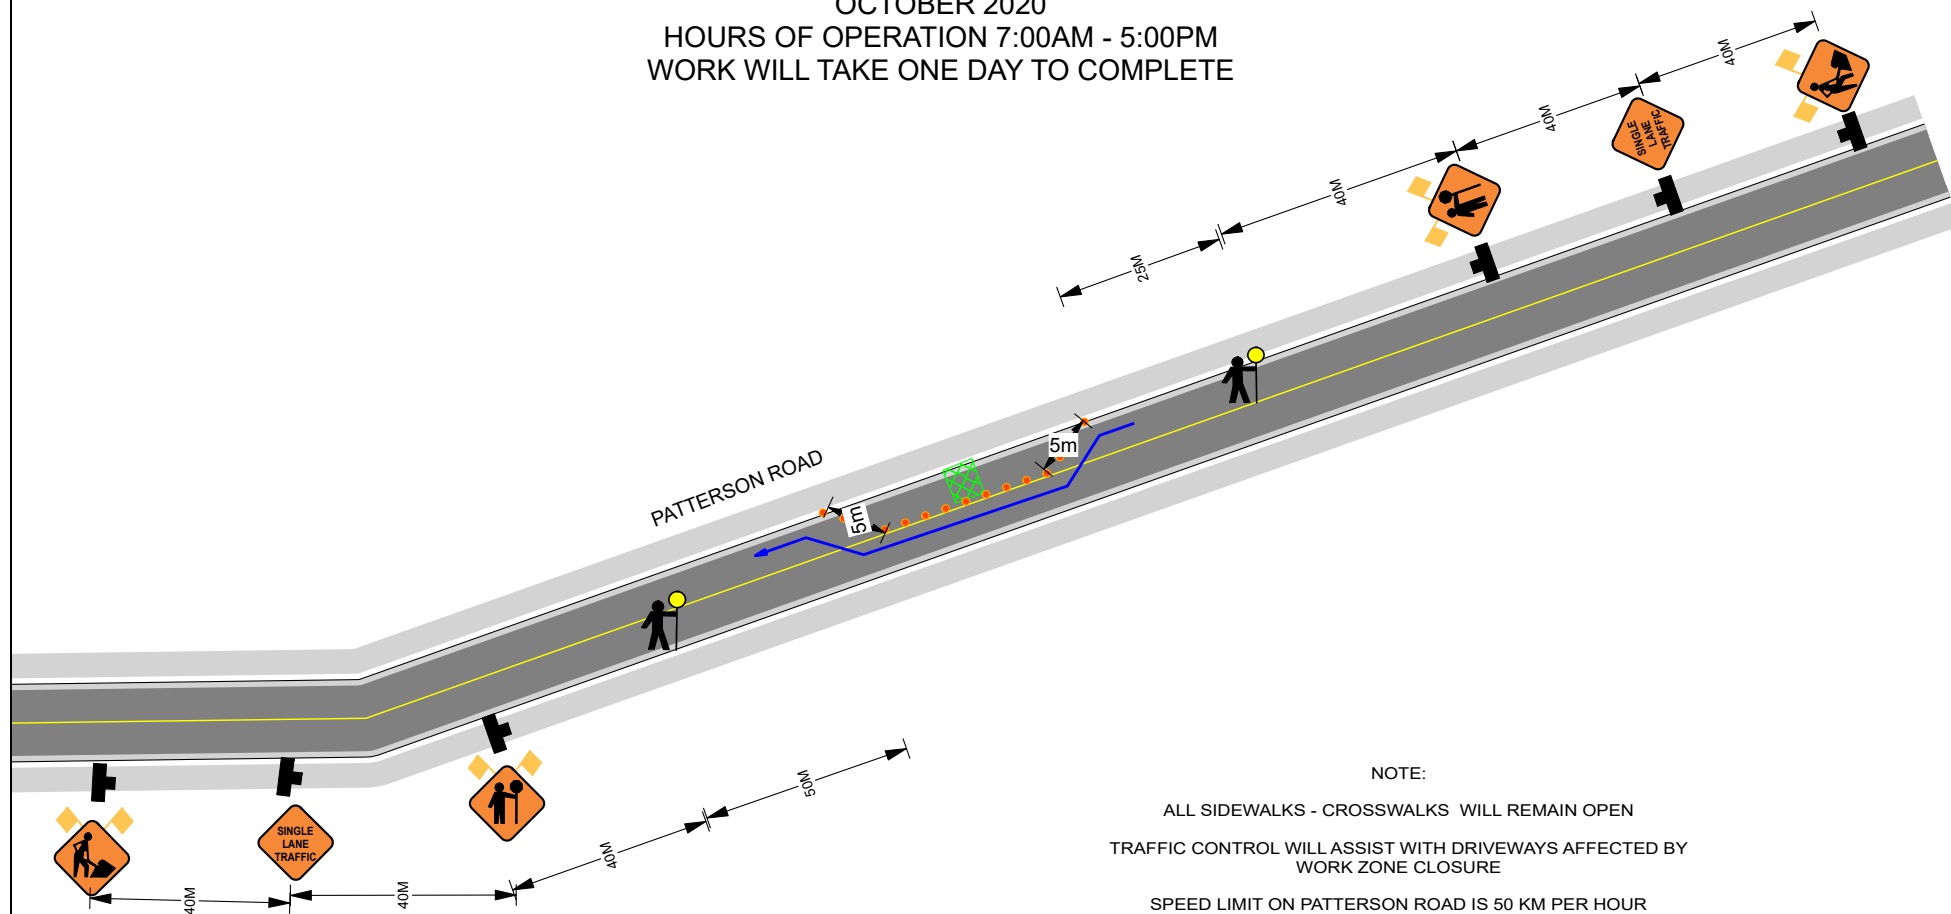 OCTOBER 2020
HOURS OF OPERATION 7:00AM - 5:00PM
WORK WILL TAKE ONE DAY TO COMPLETE
40M
40M
SINGLE
LANE
TRAFFIC
40M
25M
5m
PATTERSON ROAD
5m
50M
40M
SINGLE
LANE
TRAFFIC
40M
40M
NOTE:
ALL SIDEWALKS - CROSSWALKS WILL REMAIN OPEN
TRAFFIC CONTROL WILL ASSIST WITH DRIVEWAYS AFFECTED BY
WORK ZONE CLOSURE
SPEED LIMIT ON PATTERSON ROAD IS 50 KM PER HOUR